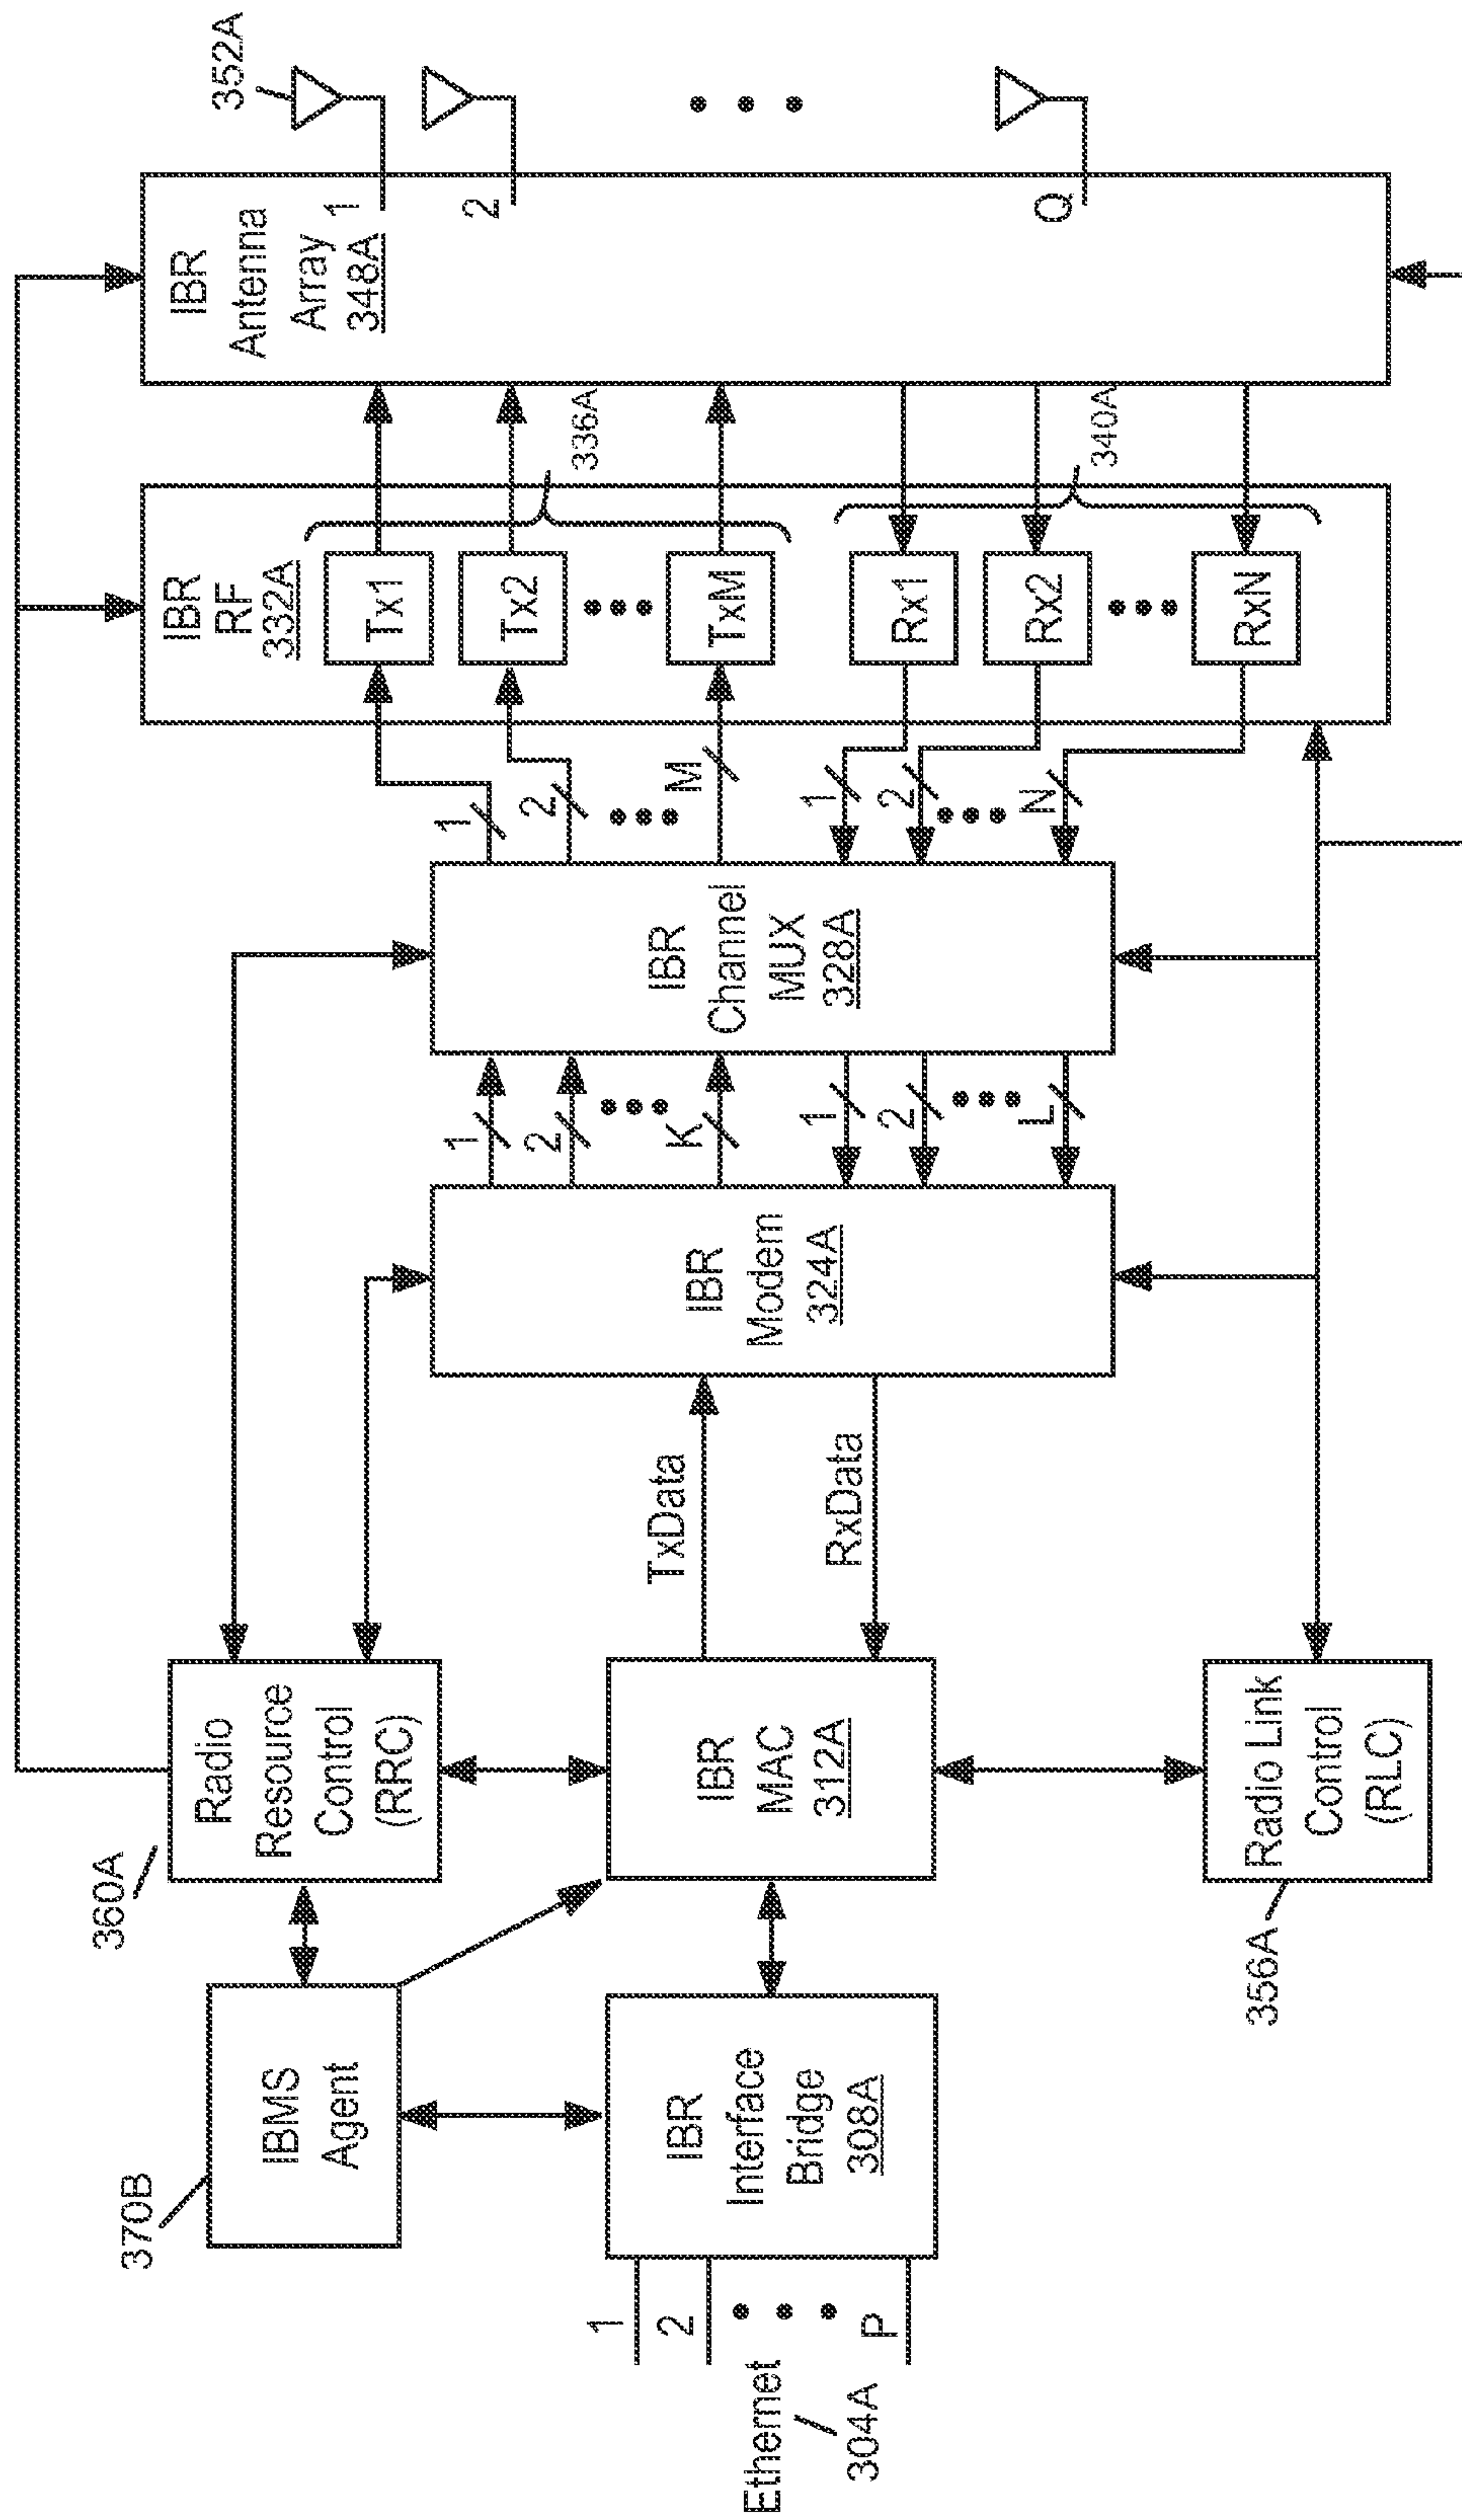 352A
IBR
Antenna
Array
348A
1
2
Q
336A
340A
IBR
RF
332A
Tx1
Tx2
TxM
Rx1
Rx2
RxN
1
2
M
1
2
N
IBR
Channel
MUX
328A
1
2
K
1
2
L
IBR
Modem
324A
TxData
RxData
360A
Radio
Resource
Control
(RRC)
IBR
MAC
312A
Radio Link
Control
(RLC)
356A
370B
IBMS
Agent
IBR
Interface
Bridge
308A
1
2
P
Ethernet
304A